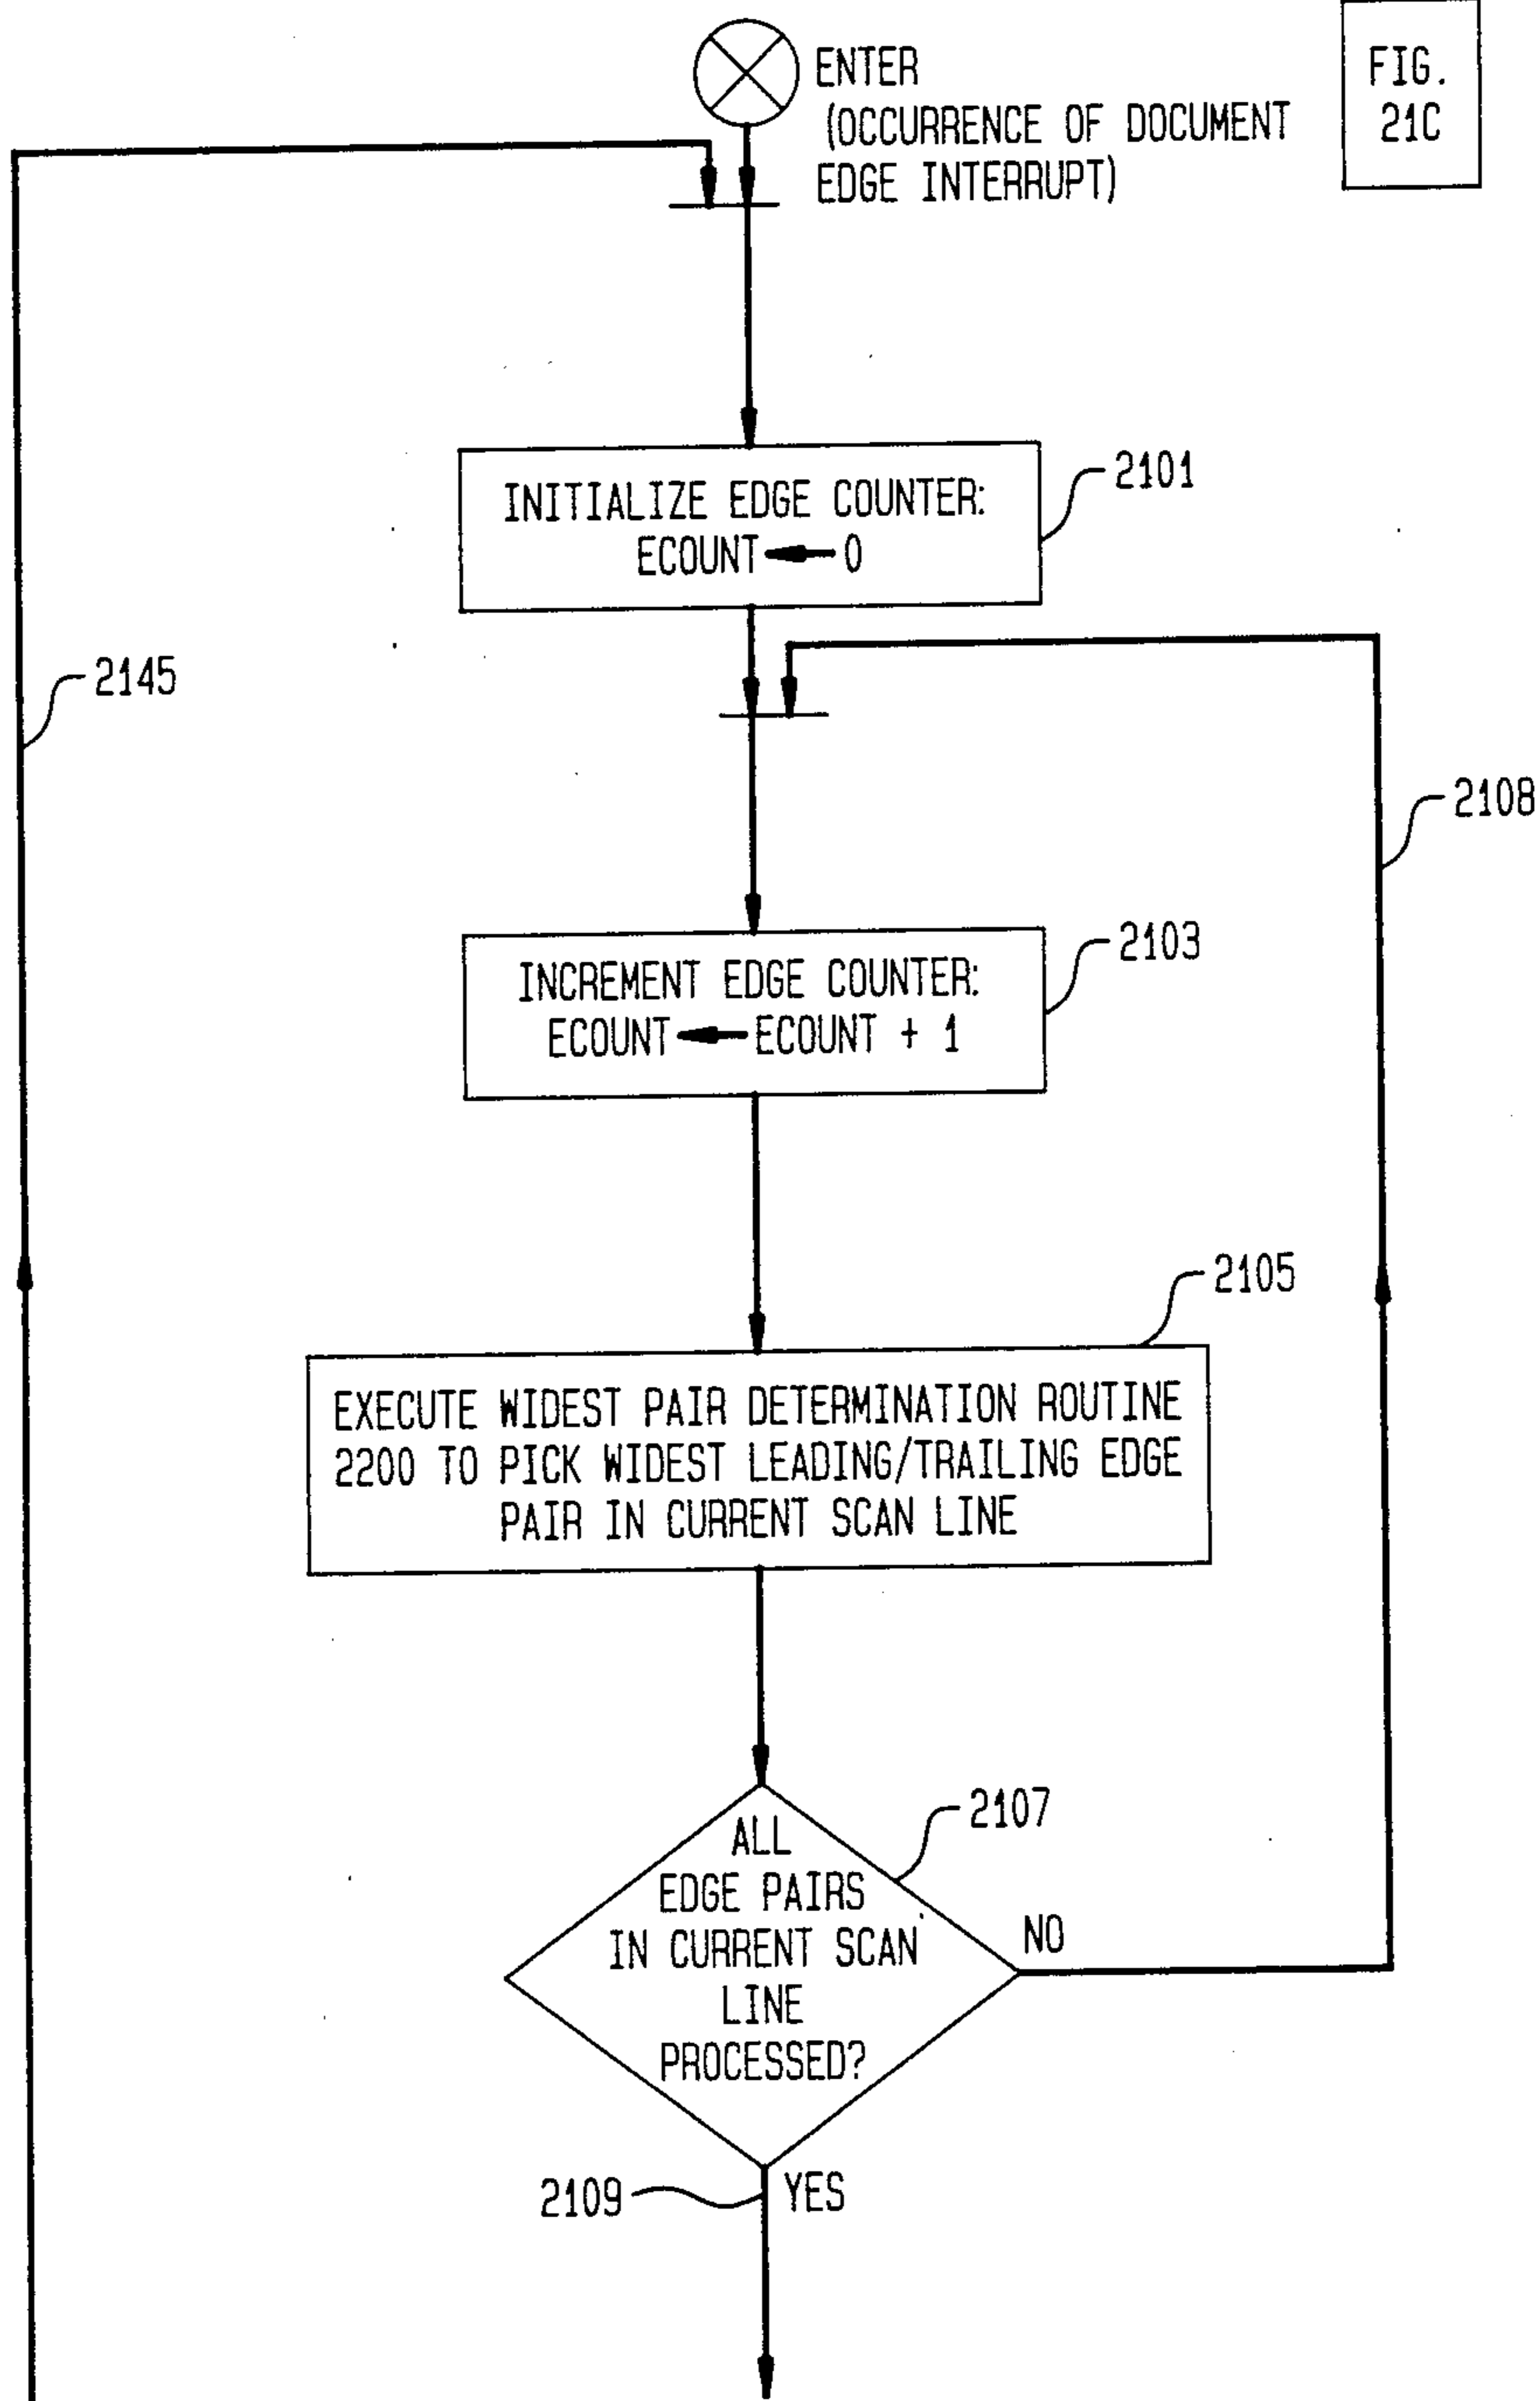 FIG.
21C
ENTER
(OCCURRENCE OF DOCUMENT
EDGE INTERRUPT)
2101
INITIALIZE EDGE COUNTER:
ECOUNT ← 0
2145
2108
2103
INCREMENT EDGE COUNTER:
ECOUNT ← ECOUNT + 1
2105
EXECUTE WIDEST PAIR DETERMINATION ROUTINE
2200 TO PICK WIDEST LEADING/TRAILING EDGE
PAIR IN CURRENT SCAN LINE
2107
ALL
EDGE PAIRS
IN CURRENT SCAN
LINE
PROCESSED?
NO
2109
YES